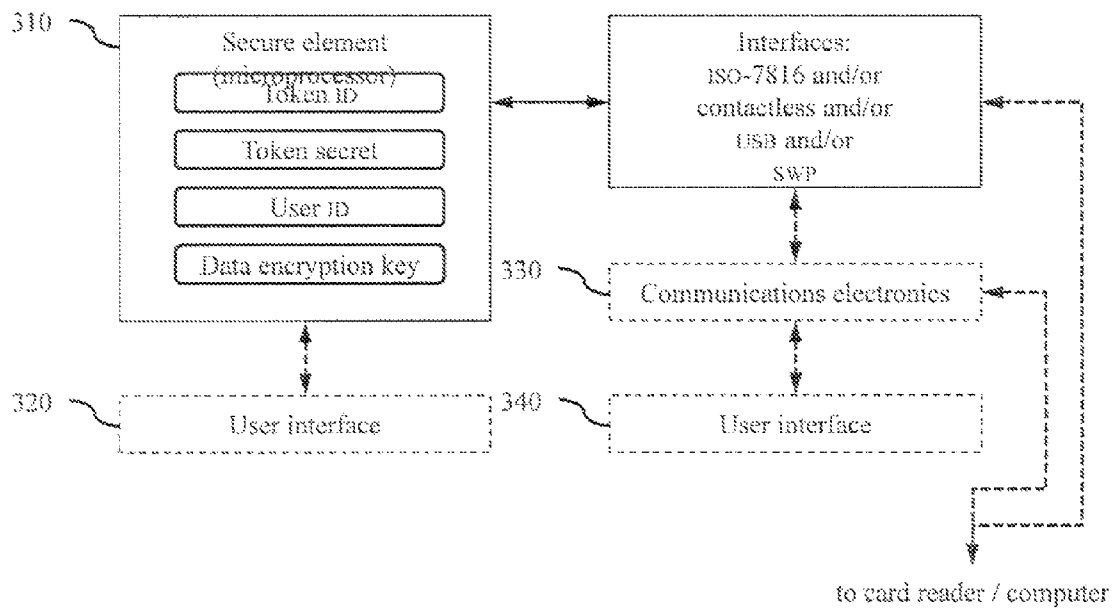 310
Secure element
(microprocessor)
Token ID
Token secret
User ID
Data encryption key
Interfaces:
ISO-7816 and/or
contactless and/or
USB and/or
SWP
330
Communications electronics
320
User interface
340
User interface
to card reader / computer